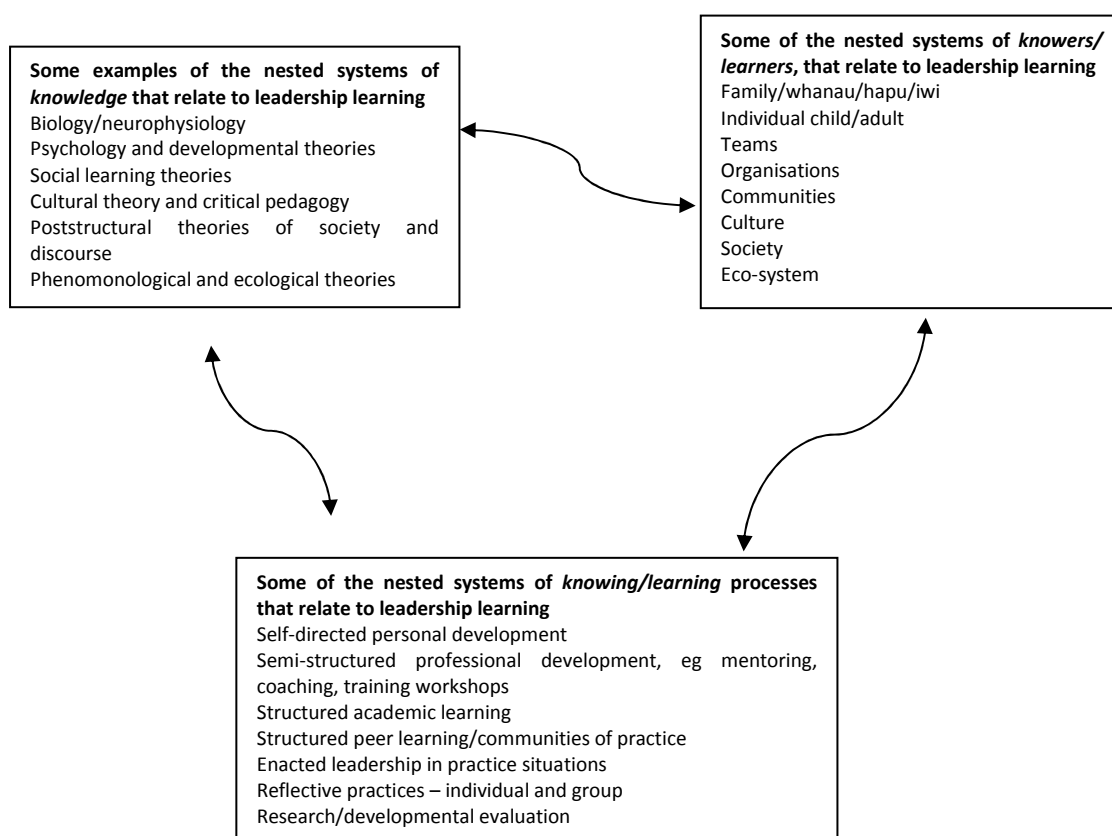 Some examples of the nested systems of
knowledge that relate to leadership learning
Biology/neurophysiology
Psychology and developmental theories
Social learning theories
Cultural theory and critical pedagogy
Poststructural theories of society and
discourse
Phenomonological and ecological theories
Some of the nested systems of knowers/
learners, that relate to leadership learning
Family/whanau/hapu/iwi
Individual child/adult
Teams
Organisations
Communities
Culture
Society
Eco-system
Some of the nested systems of knowing/learning processes
that relate to leadership learning
Self-directed personal development
Semi-structured professional development, eg mentoring,
coaching, training workshops
Structured academic learning
Structured peer learning/communities of practice
Enacted leadership in practice situations
Reflective practices – individual and group
Research/developmental evaluation